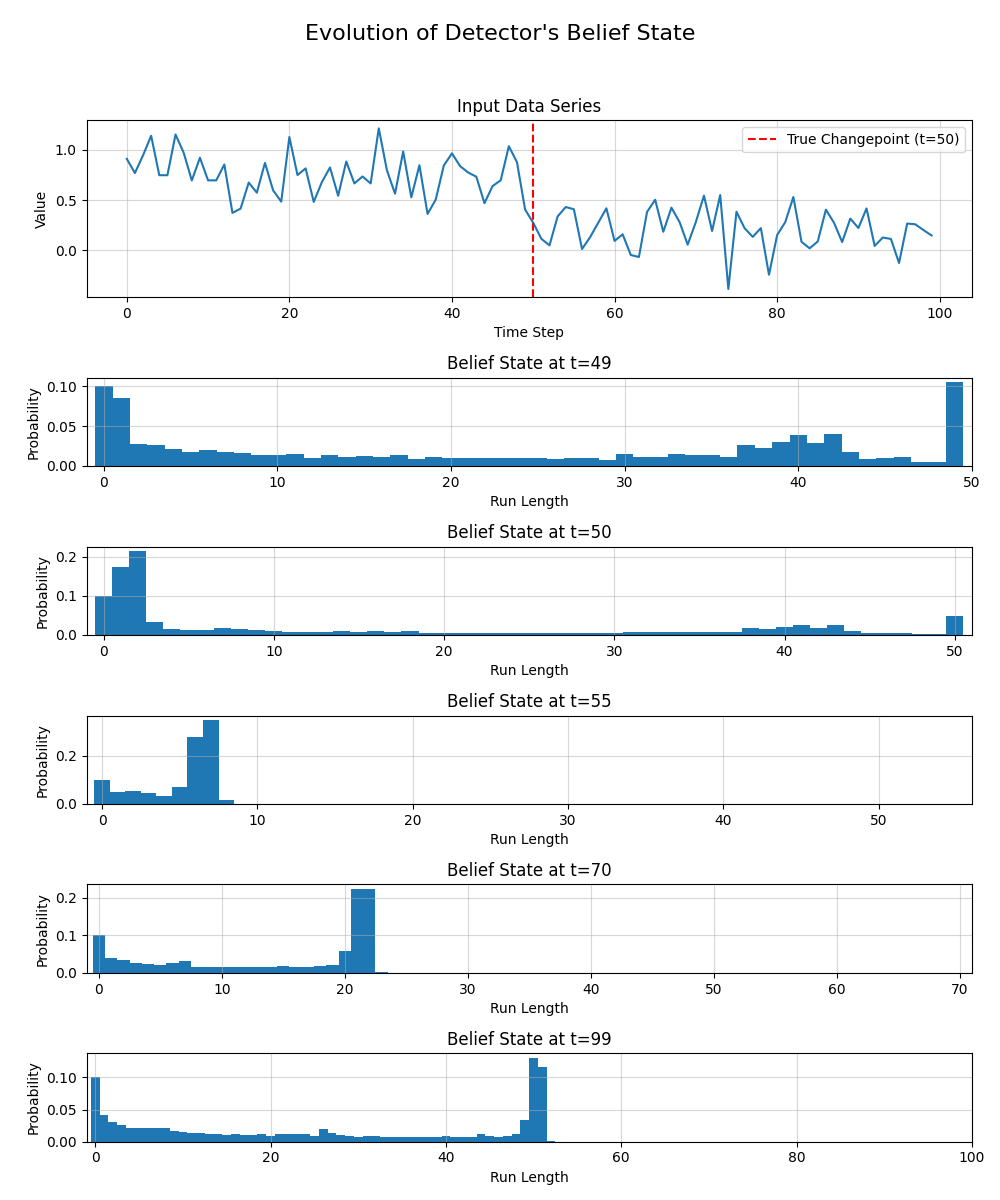 Evolution of Detector's Belief State
Input Data Series
True Changepoint (t=50)
Value
1.0
0.5
0.0
0 20 40 60 80 100
Time Step
Belief State at t=49
Probability
0.10
0.05
0.00
0 10 20 30 40 50
Run Length
Belief State at t=50
Probability
0.2
0.1
0.0
0 10 20 30 40 50
Run Length
Belief State at t=55
Probability
0.2
0.0
0 10 20 30 40 50
Run Length
Belief State at t=70
Probability
0.2
0.1
0.0
0 10 20 30 40 50 60 70
Run Length
Belief State at t=99
Probability
0.10
0.05
0.00
0 20 40 60 80 100
Run Length